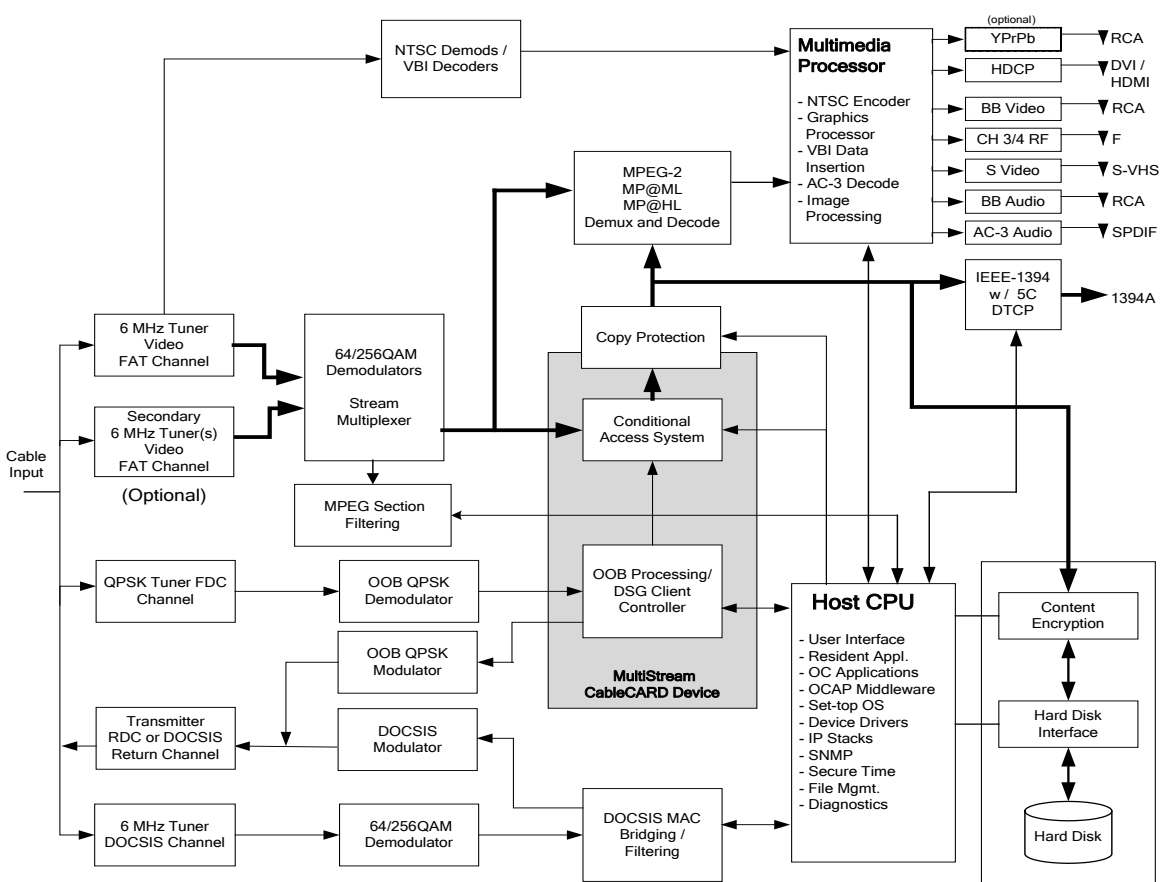 NTSC Demods /
VBI Decoders
Multimedia
Processor
- NTSC Encoder
- Graphics
Processor
- VBI Data
Insertion
- AC-3 Decode
- Image
Processing
(optional)
YPrPb
RCA
HDCP
DVI /
HDMI
BB Video
RCA
CH 3/4 RF
F
S Video
S-VHS
BB Audio
RCA
AC-3 Audio
SPDIF
MPEG-2
MP@ML
MP@HL
Demux and Decode
IEEE-1394
w / 5C
DTCP
1394A
6 MHz Tuner
Video
FAT Channel
64/256QAM
Demodulators
Stream
Multiplexer
Copy Protection
Secondary
6 MHz Tuner(s)
Video
FAT Channel
(Optional)
Conditional
Access System
Cable
Input
MPEG Section
Filtering
QPSK Tuner FDC
Channel
OOB QPSK
Demodulator
OOB Processing/
DSG Client
Controller
OOB QPSK
Modulator
MultiStream
CableCARD Device
Host CPU
- User Interface
- Resident Appl.
- OC Applications
- OCAP Middleware
- Set-top OS
- Device Drivers
- IP Stacks
- SNMP
- Secure Time
- File Mgmt.
- Diagnostics
Content
Encryption
Hard Disk
Interface
Hard Disk
Transmitter
RDC or DOCSIS
Return Channel
DOCSIS
Modulator
6 MHz Tuner
DOCSIS Channel
64/256QAM
Demodulator
DOCSIS MAC
Bridging /
Filtering